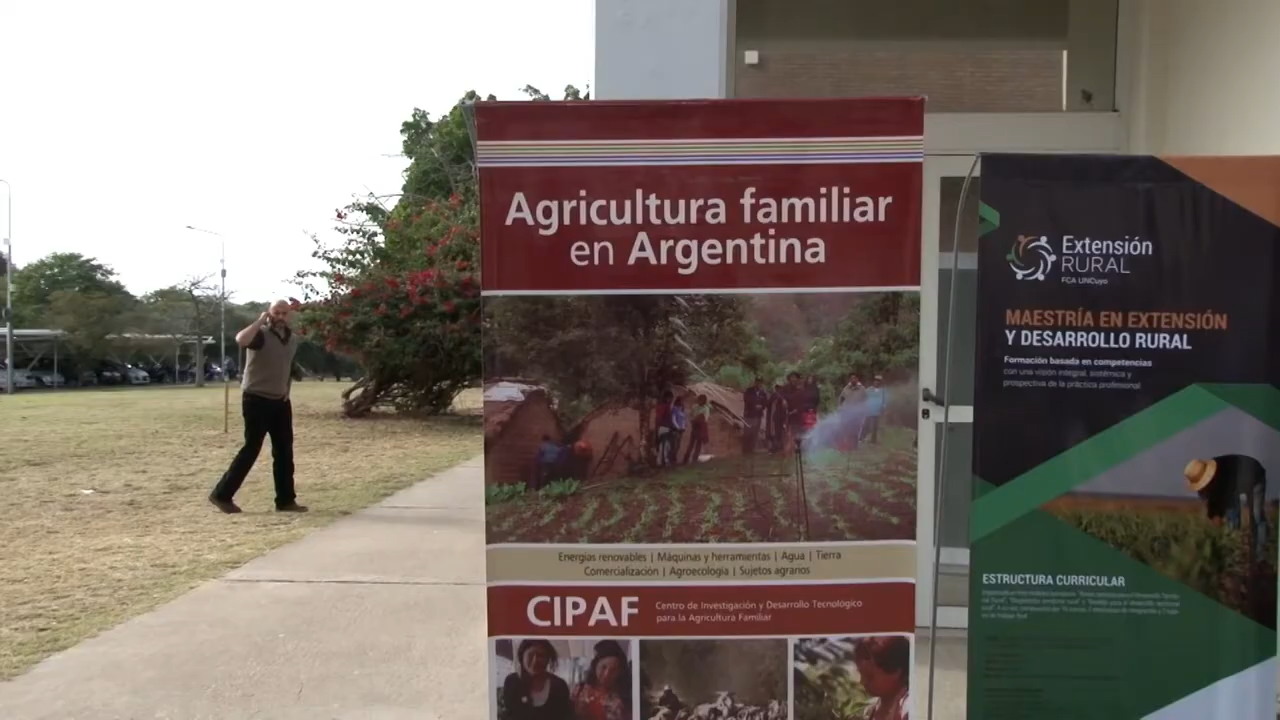 Agricultura familiar
en Argentina
Energías renovables | Máquinas y herramientas | Agua | Tierra
Comercialización | Agroecología | Sujetos agrarios
CIPAF
Centro de Investigación y Desarrollo Tecnológico
para la Agricultura Familiar
Extensión
RURAL
FCA UNCuyo
MAESTRÍA EN EXTENSIÓN
Y DESARROLLO RURAL
Formación basada en competencias
con una visión integral, sistémica y
prospectiva de la práctica profesional
ESTRUCTURA CURRICULAR